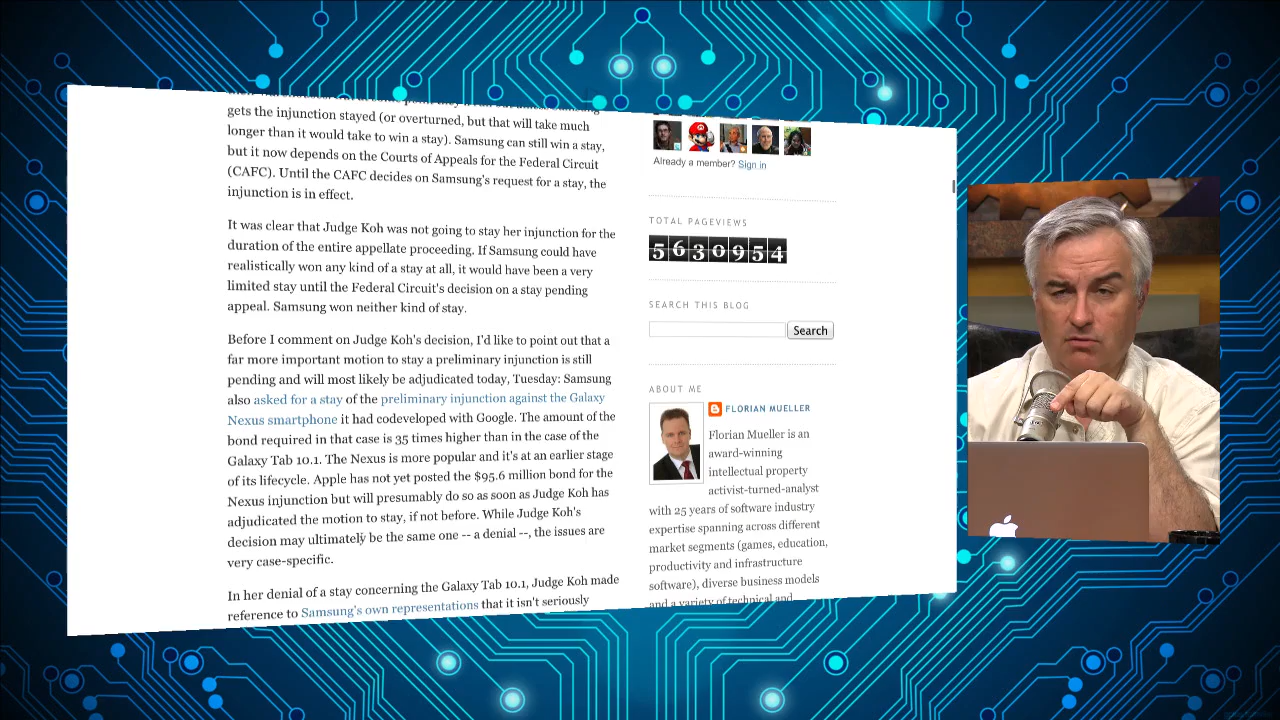 gets the injunction stayed (or overturned, but that will take much
longer than it would take to win a stay). Samsung can still win a stay,
but it now depends on the Courts of Appeals for the Federal Circuit
(CAFC). Until the CAFC decides on Samsung's request for a stay, the
injunction is in effect.
It was clear that Judge Koh was not going to stay her injunction for the
duration of the entire appellate proceeding. If Samsung could have
realistically won any kind of a stay at all, it would have been a very
limited stay until the Federal Circuit's decision on a stay pending
appeal. Samsung won neither kind of stay.
Before I comment on Judge Koh's decision, I'd like to point out that a
far more important motion to stay a preliminary injunction is still
pending and will most likely be adjudicated today, Tuesday: Samsung
also asked for a stay of the preliminary injunction against the Galaxy
Nexus smartphone it had codeveloped with Google. The amount of the
bond required in that case is 35 times higher than in the case of the
Galaxy Tab 10.1. The Nexus is more popular and it's at an earlier stage
of its lifecycle. Apple has not yet posted the $95.6 million bond for the
Nexus injunction but will presumably do so as soon as Judge Koh has
adjudicated the motion to stay, if not before. While Judge Koh's
decision may ultimately be the same one -- a denial --, the issues are
very case-specific.
In her denial of a stay concerning the Galaxy Tab 10.1, Judge Koh made
reference to Samsung's own representations that it isn't seriously
Already a member? Sign in
TOTAL PAGEVIEWS
5630954
SEARCH THIS BLOG
Search
ABOUT ME
FLORIAN MUELLER
Florian Mueller is an
award-winning
intellectual property
activist-turned-analyst
with 25 years of software industry
expertise spanning across different
market segments (games, education,
productivity and infrastructure
software), diverse business models
and a variety of technical and